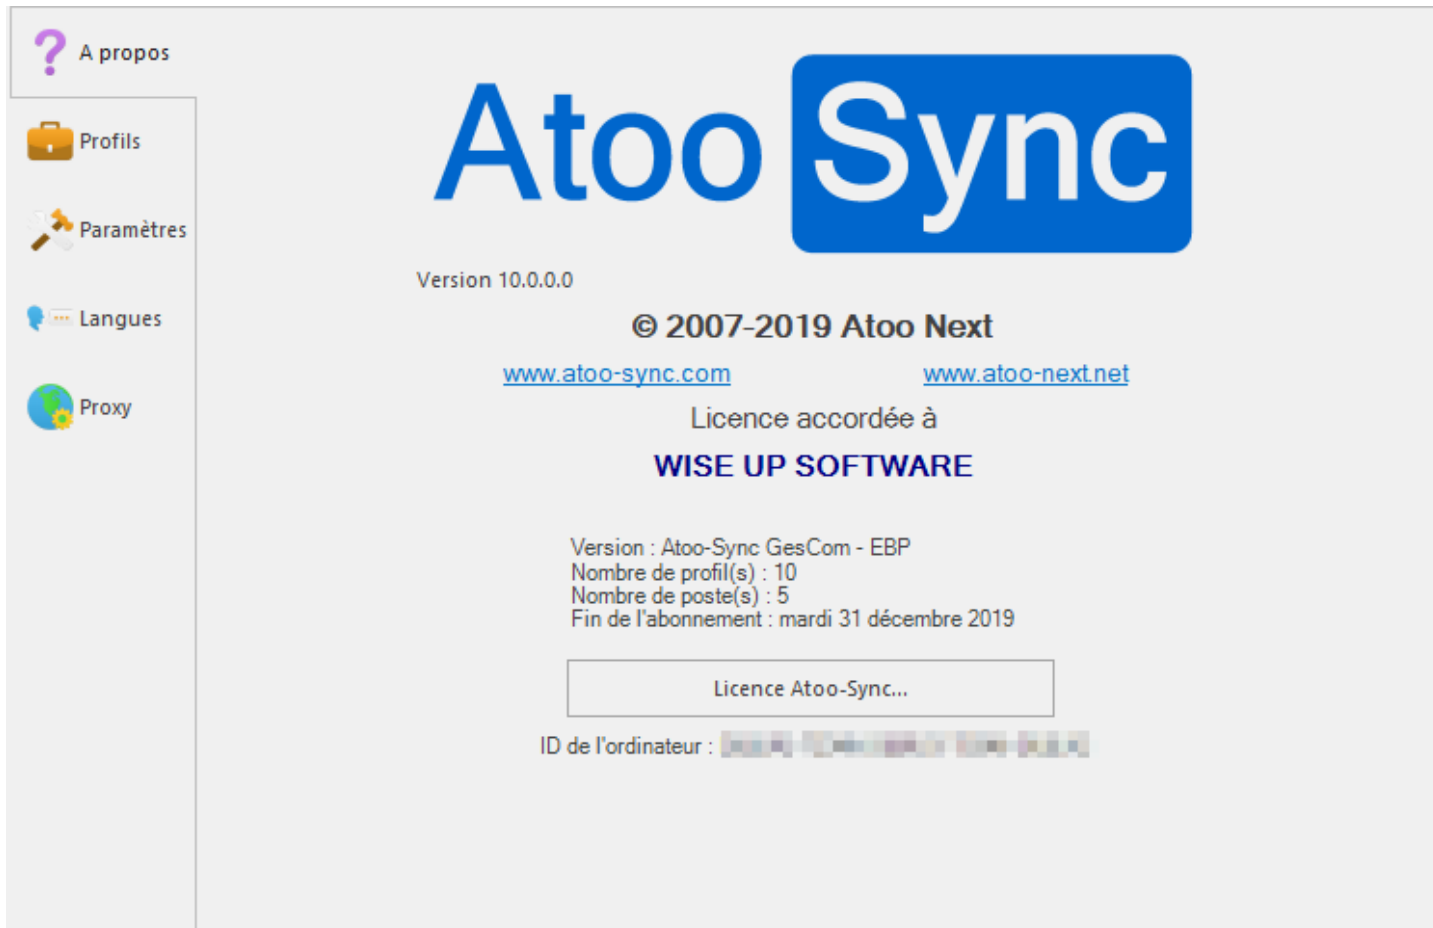 A propos
Profils
Paramètres
Langues
Proxy
Atoo Sync
Version 10.0.0.0
© 2007-2019 Atoo Next
www.atoo-sync.com www.atoo-next.net
Licence accordée à
WISE UP SOFTWARE
Version : Atoo-Sync GesCom - EBP
Nombre de profil(s) : 10
Nombre de poste(s) : 5
Fin de l'abonnement : mardi 31 décembre 2019
Licence Atoo-Sync...
ID de l'ordinateur :